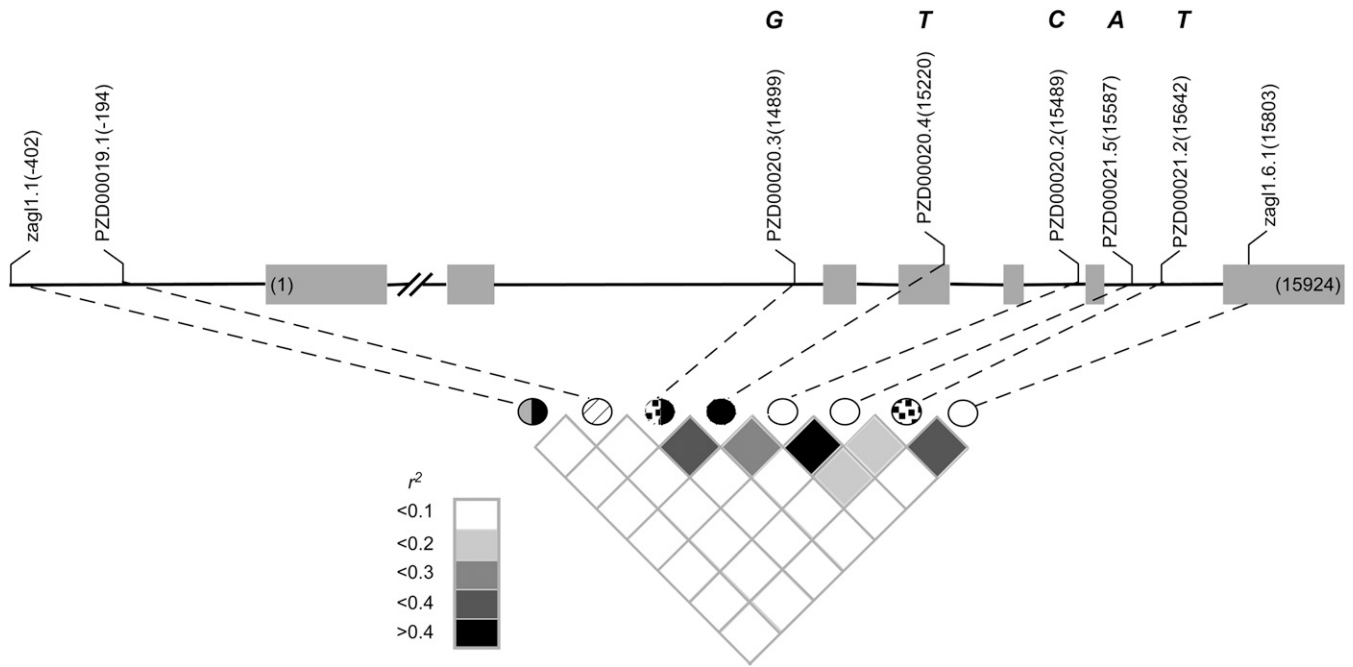 G T C A T
zagl1.1(-402)
PZD00019.1(-194)
PZD00020.3(14899)
PZD00020.4(15220)
PZD00020.2(15489)
PZD00021.5(15587)
PZD00021.2(15642)
zagl1.6.1(15803)
(1)
(15924)
r²
<0.1
<0.2
<0.3
<0.4
>0.4